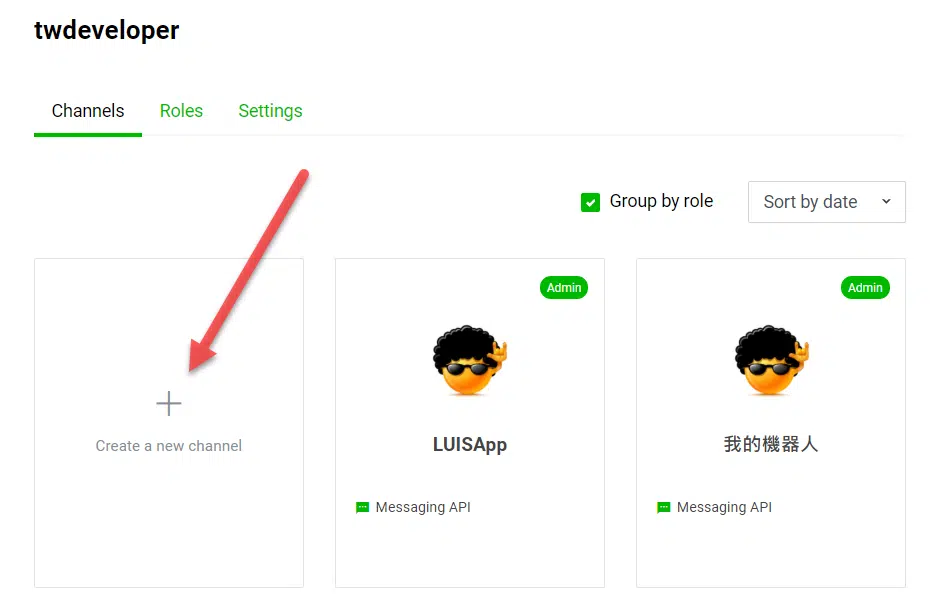 twdeveloper
Channels Roles Settings
Group by role Sort by date
Admin Admin
Create a new channel LUISApp 我的機器人
Messaging API Messaging API